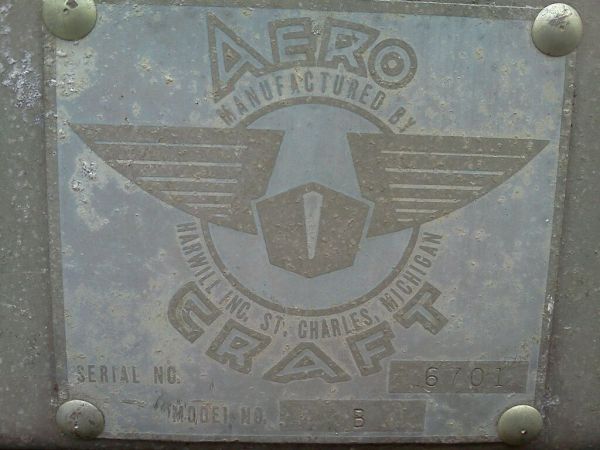 AERO
MANUFACTURED BY
HARWILL INC. ST. CHARLES, MICHIGAN
CRAFT
SERIAL NO. 6701
MODEL NO. B